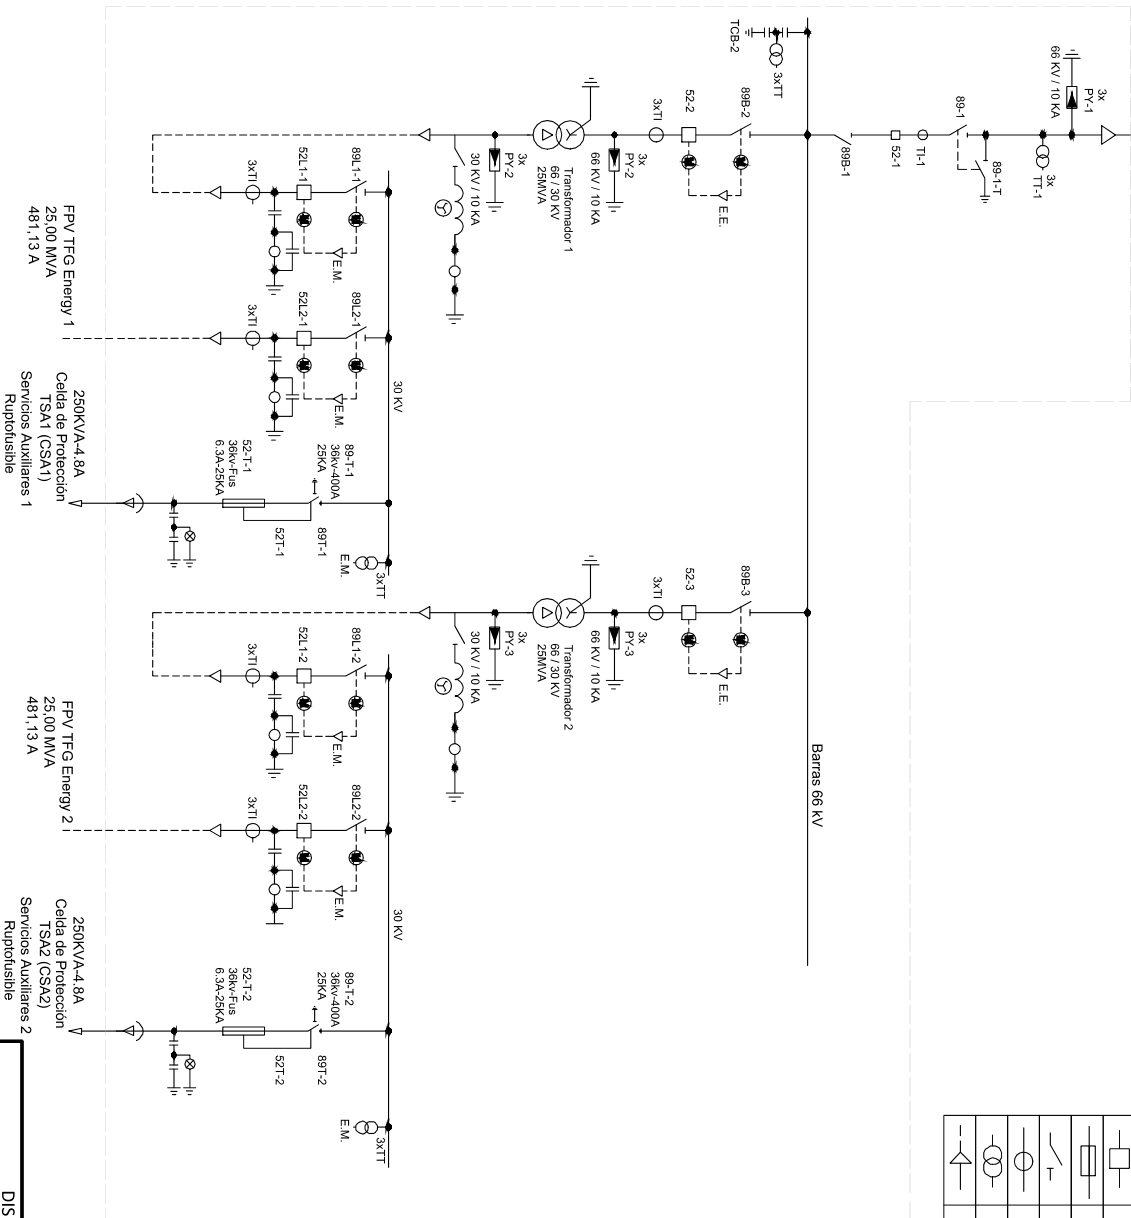 3x
PY-1
66 KV / 10 KA
3x
TT-1
89-1-T
89-1
TI-1
52-1
89B-1
TCB-2
3xTT
Barras 66 kV
89B-2
52-2
E.E.
3xTI
3x
PY-2
66 KV / 10 KA
Transformador 1
66 / 30 KV
25MVA
3x
PY-2
30 KV / 10 KA
89B-3
52-3
E.E.
3xTI
3x
PY-3
66 KV / 10 KA
Transformador 2
66 / 30 KV
25MVA
3x
PY-3
30 KV / 10 KA
30 KV
89L1-1
52L1-1
E.M.
3xTI
89L2-1
52L2-1
E.M.
3xTI
89-T-1
36kv-400A
25KA
89T-1
52T-1
52-T-1
36kv-Fus
6.3A-25KA
3xTT
E.M.
FPV TFG Energy 1
25,00 MVA
481,13 A
250KVA-4.8A
Celda de Protección
TSA1 (CSA1)
Servicios Auxiliares 1
Ruptofusible
30 KV
89L1-2
52L1-2
E.M.
3xTI
89L2-2
52L2-2
E.M.
3xTI
89-T-2
36kv-400A
25KA
89T-2
52T-2
52-T-2
36kv-Fus
6.3A-25KA
3xTT
E.M.
FPV TFG Energy 2
25,00 MVA
481,13 A
250KVA-4.8A
Celda de Protección
TSA2 (CSA2)
Servicios Auxiliares 2
Ruptofusible
DIS